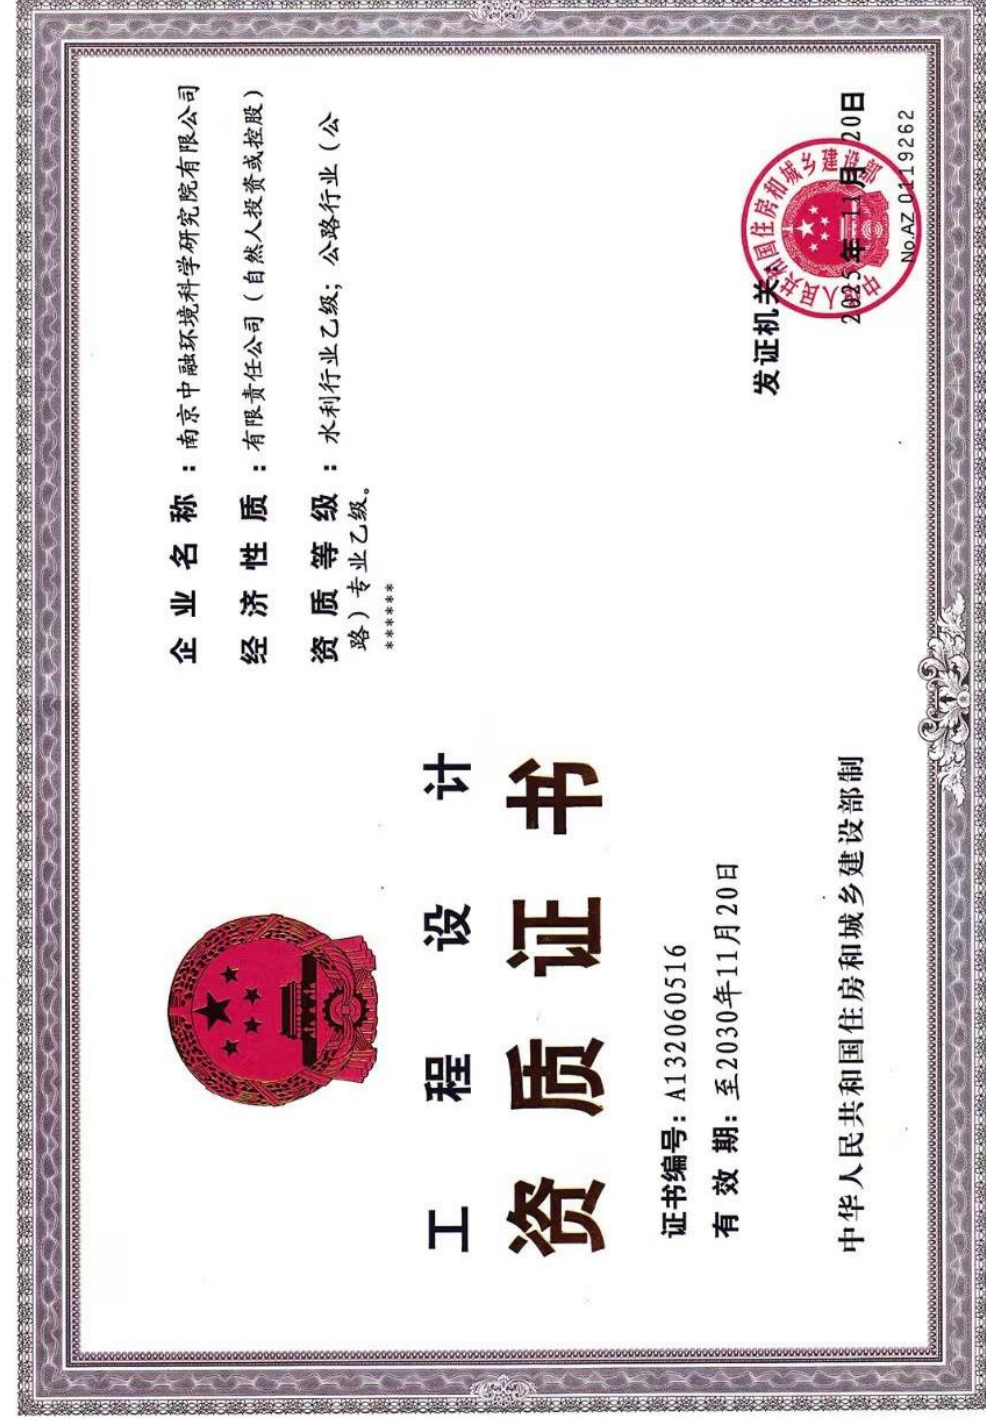 工程设计
资质证书
证书编号：A132060516
有效期：至2030年11月20日
中华人民共和国住房和城乡建设部制
企业名称：南京中融环境科学研究院有限公司
经济性质：有限责任公司（自然人投资或控股）
资质等级：水利行业乙级；公路行业（公
路）专业乙级。
******
发证机关：
中华人民共和国住房和城乡建设部
2025年11月20日
No.AZ 0119262